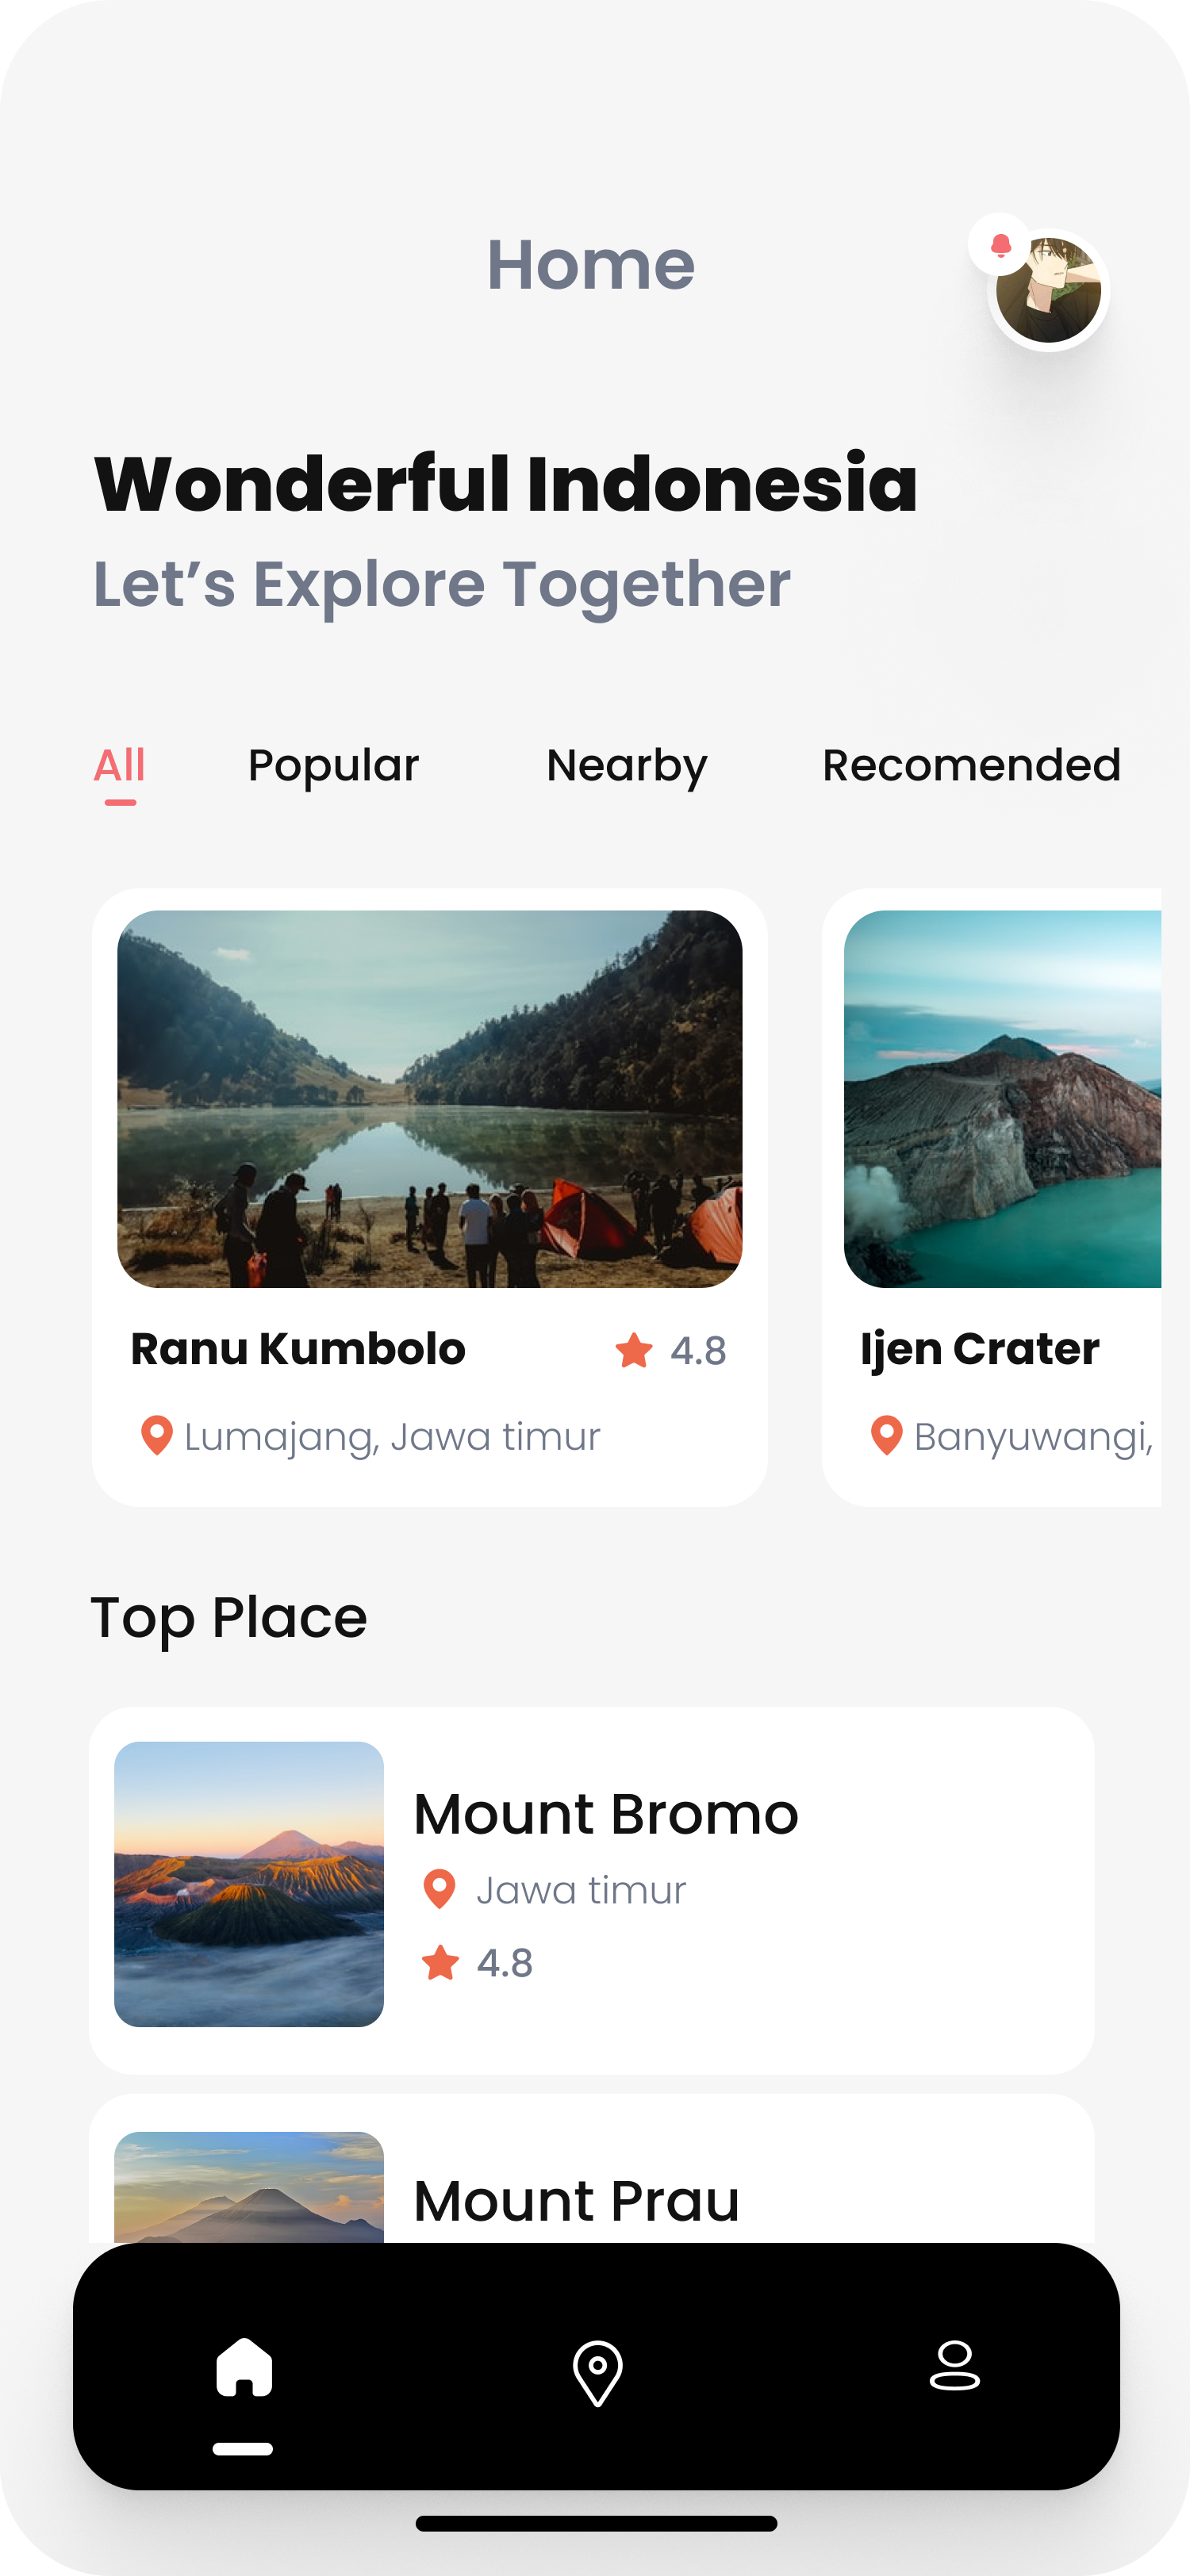 Home
Wonderful Indonesia
Let’s Explore Together
All Popular Nearby Recomended
Ranu Kumbolo 4.8
Lumajang, Jawa timur
Ijen Crater
Banyuwangi,
Top Place
Mount Bromo
Jawa timur
4.8
Mount Prau